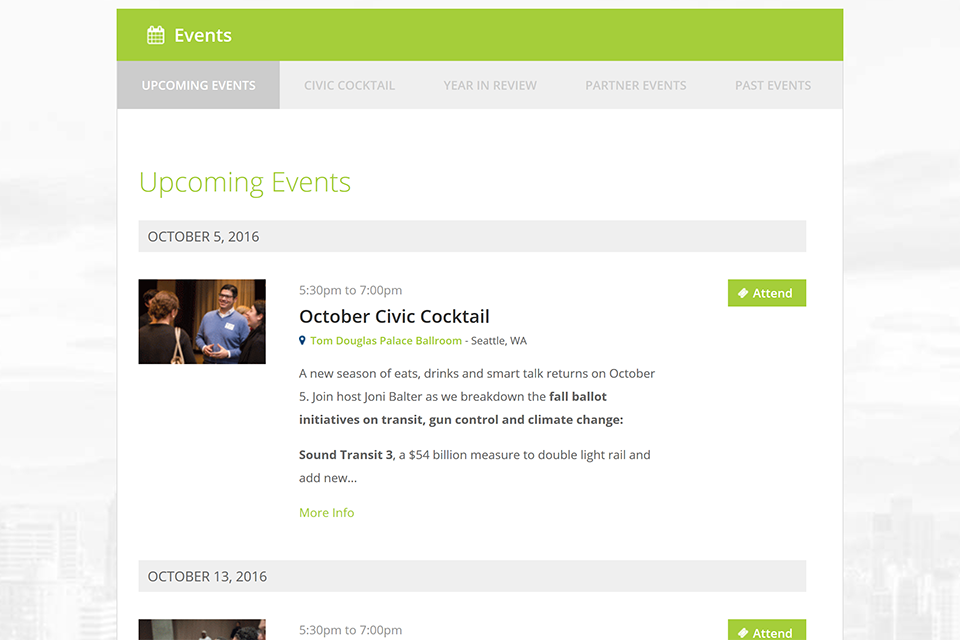 Events
UPCOMING EVENTS CIVIC COCKTAIL YEAR IN REVIEW PARTNER EVENTS PAST EVENTS
Upcoming Events
OCTOBER 5, 2016
5:30pm to 7:00pm
Attend
October Civic Cocktail
Tom Douglas Palace Ballroom - Seattle, WA
A new season of eats, drinks and smart talk returns on October
5. Join host Joni Balter as we breakdown the fall ballot
initiatives on transit, gun control and climate change:
Sound Transit 3, a $54 billion measure to double light rail and
add new...
More Info
OCTOBER 13, 2016
5:30pm to 7:00pm
Attend